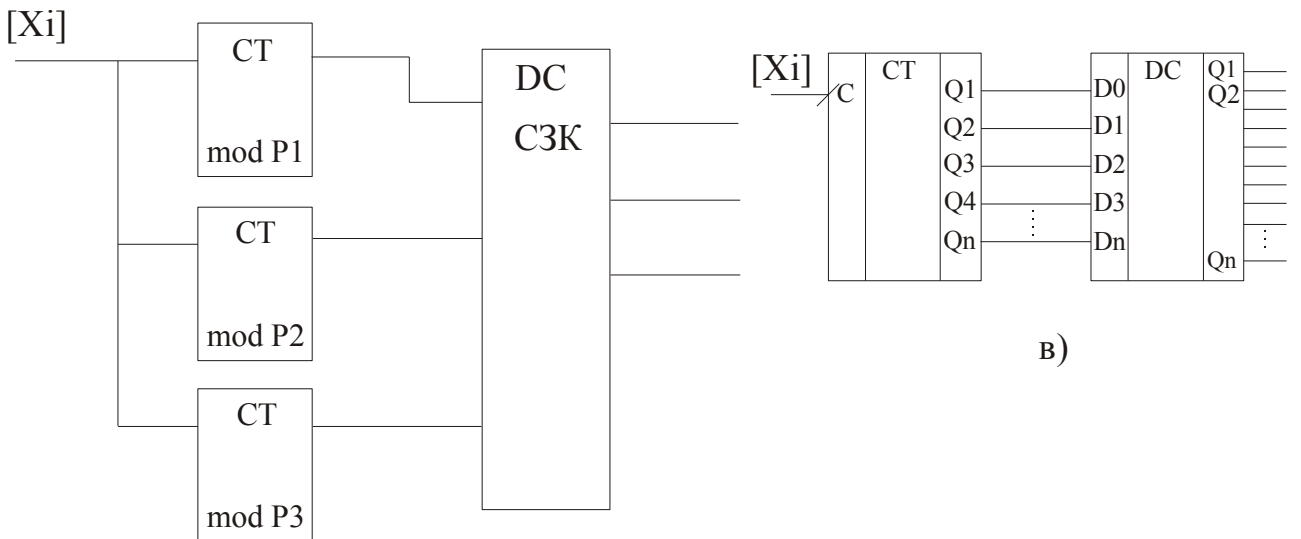 [Xi]
CT
mod P1
CT
mod P2
CT
mod P3
DC
СЗК
[Xi]
C
CT
Q1
Q2
Q3
Q4
Qn
D0
D1
D2
D3
Dn
DC
Q1
Q2
Qn
в)